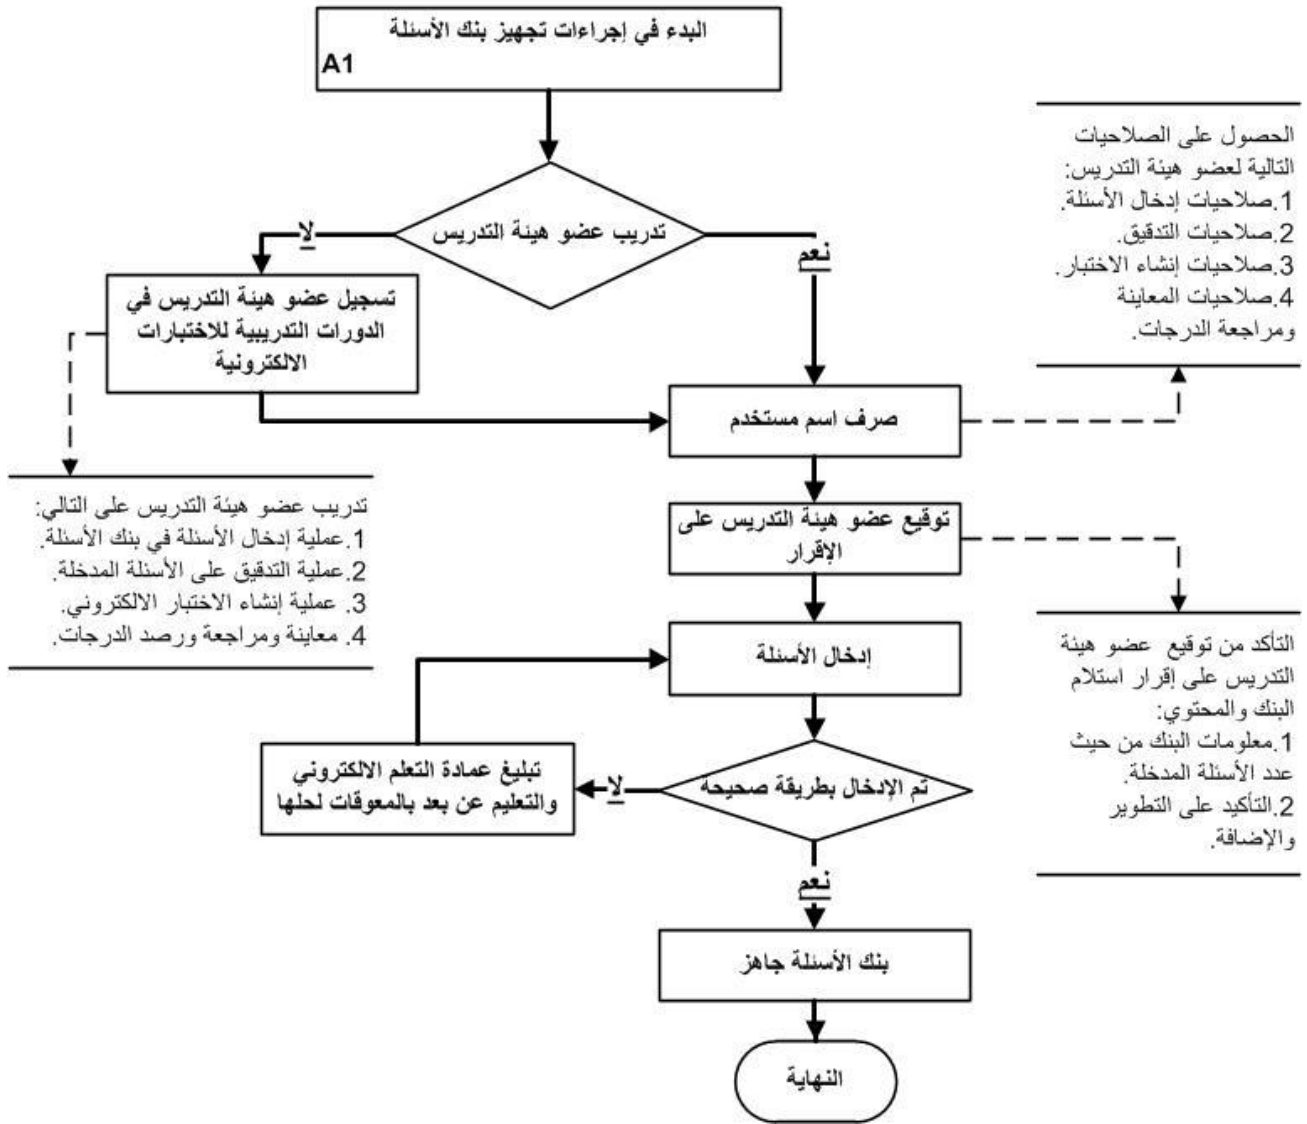 البدء في إجراءات تجهيز بنك الأسئلة
A1
الحصول على الصلاحيات
التالية لعضو هيئة التدريس:
1.صلاحيات إدخال الأسئلة.
2.صلاحيات التدقيق.
3.صلاحيات إنشاء الاختبار.
4.صلاحيات المعاينة
ومراجعة الدرجات.
تدريب عضو هيئة التدريس
لا
نعم
تسجيل عضو هيئة التدريس في
الدورات التدريبية للاختبارات
الالكترونية
صرف اسم مستخدم
تدريب عضو هيئة التدريس على التالي:
1.عملية إدخال الأسئلة في بنك الأسئلة.
2.عملية التدقيق على الأسئلة المدخلة.
3. عملية إنشاء الاختبار الالكتروني.
4. معاينة ومراجعة ورصد الدرجات.
توقيع عضو هيئة التدريس على
الإقرار
التأكد من توقيع عضو هيئة
التدريس على إقرار استلام
البنك والمحتوي:
1.معلومات البنك من حيث
عدد الأسئلة المدخلة.
2.التأكيد على التطوير
والإضافة.
إدخال الأسئلة
تم الإدخال بطريقة صحيحة
لا
تبليغ عمادة التعلم الالكتروني
والتعليم عن بعد بالمعوقات لحلها
نعم
بنك الأسئلة جاهز
النهاية